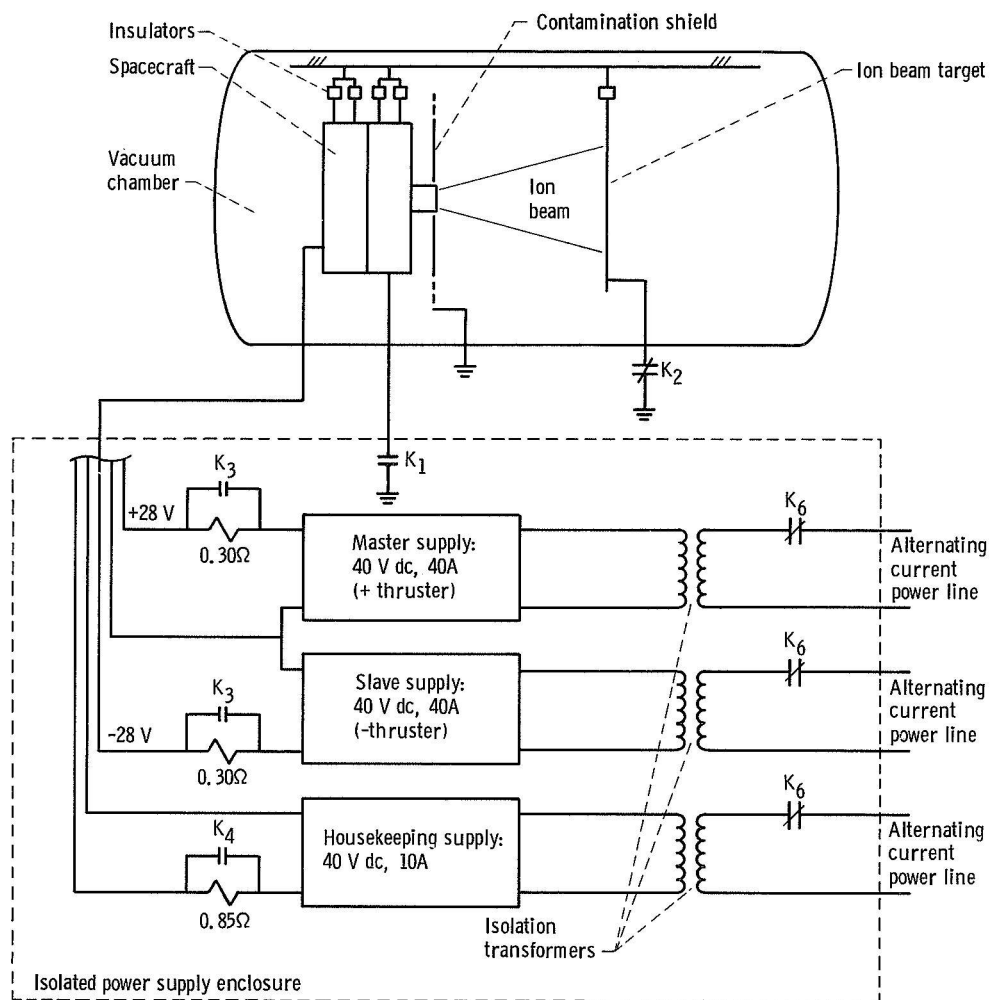 Insulators
Contamination shield
Spacecraft
Ion beam target
Vacuum
chamber
Ion
beam
K2
K1
K3
+28 V
0.30Ω
Master supply:
40 V dc, 40A
(+ thruster)
K6
Alternating
current
power line
K3
-28 V
0.30Ω
Slave supply:
40 V dc, 40A
(-thruster)
K6
Alternating
current
power line
K4
0.85Ω
Housekeeping supply:
40 V dc, 10A
K6
Alternating
current
power line
Isolation
transformers
Isolated power supply enclosure